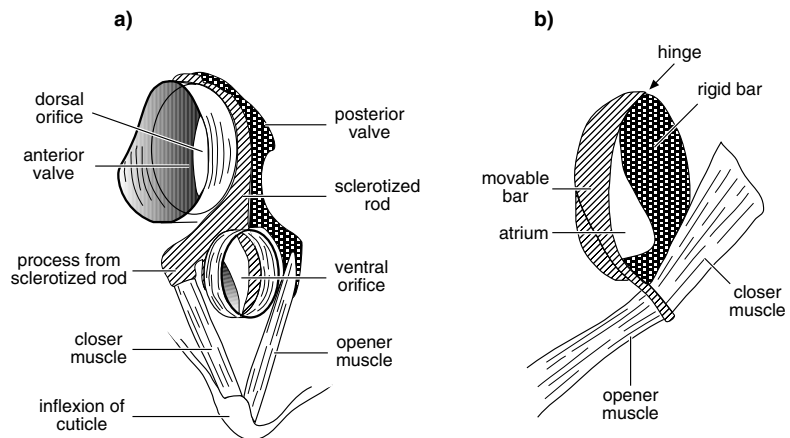 a)
dorsal
orifice
anterior
valve
process from
sclerotized rod
closer
muscle
inflexion of
cuticle
posterior
valve
sclerotized
rod
ventral
orifice
opener
muscle
b)
hinge
rigid bar
movable
bar
atrium
closer
muscle
opener
muscle